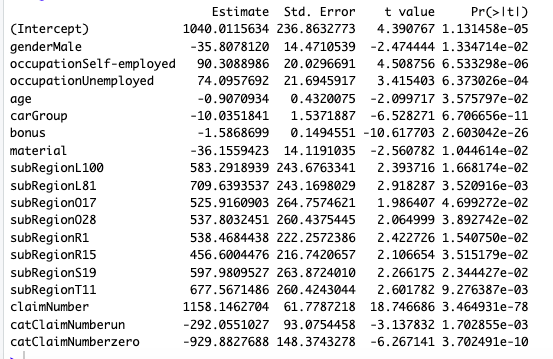 Estimate Std. Error t value Pr(>|t|)
(Intercept) 1040.0115634 236.8632773 4.390767 1.131458e-05
genderMale -35.8078120 14.4710539 -2.474444 1.334714e-02
occupationSelf-employed 90.3088986 20.0296691 4.508756 6.533298e-06
occupationUnemployed 74.0957692 21.6945917 3.415403 6.373026e-04
age -0.9070934 0.4320075 -2.099717 3.575797e-02
carGroup -10.0351841 1.5371887 -6.528271 6.706656e-11
bonus -1.5868699 0.1494551 -10.617703 2.603042e-26
material -36.1559423 14.1191035 -2.560782 1.044614e-02
subRegionL100 583.2918939 243.6763341 2.393716 1.668174e-02
subRegionL81 709.6393537 243.1698029 2.918287 3.520916e-03
subRegionO17 525.9160903 264.7574621 1.986407 4.699272e-02
subRegionO28 537.8032451 260.4375445 2.064999 3.892742e-02
subRegionR1 538.4684438 222.2572386 2.422726 1.540750e-02
subRegionR15 456.6004476 216.7420657 2.106654 3.515179e-02
subRegionS19 597.9809527 263.8724010 2.266175 2.344427e-02
subRegionT11 677.5671486 260.4243044 2.601782 9.276387e-03
claimNumber 1158.1462704 61.7787218 18.746686 3.464931e-78
catClaimNumberun -292.0551027 93.0754458 -3.137832 1.702855e-03
catClaimNumberzero -929.8827688 148.3743278 -6.267141 3.702491e-10
>